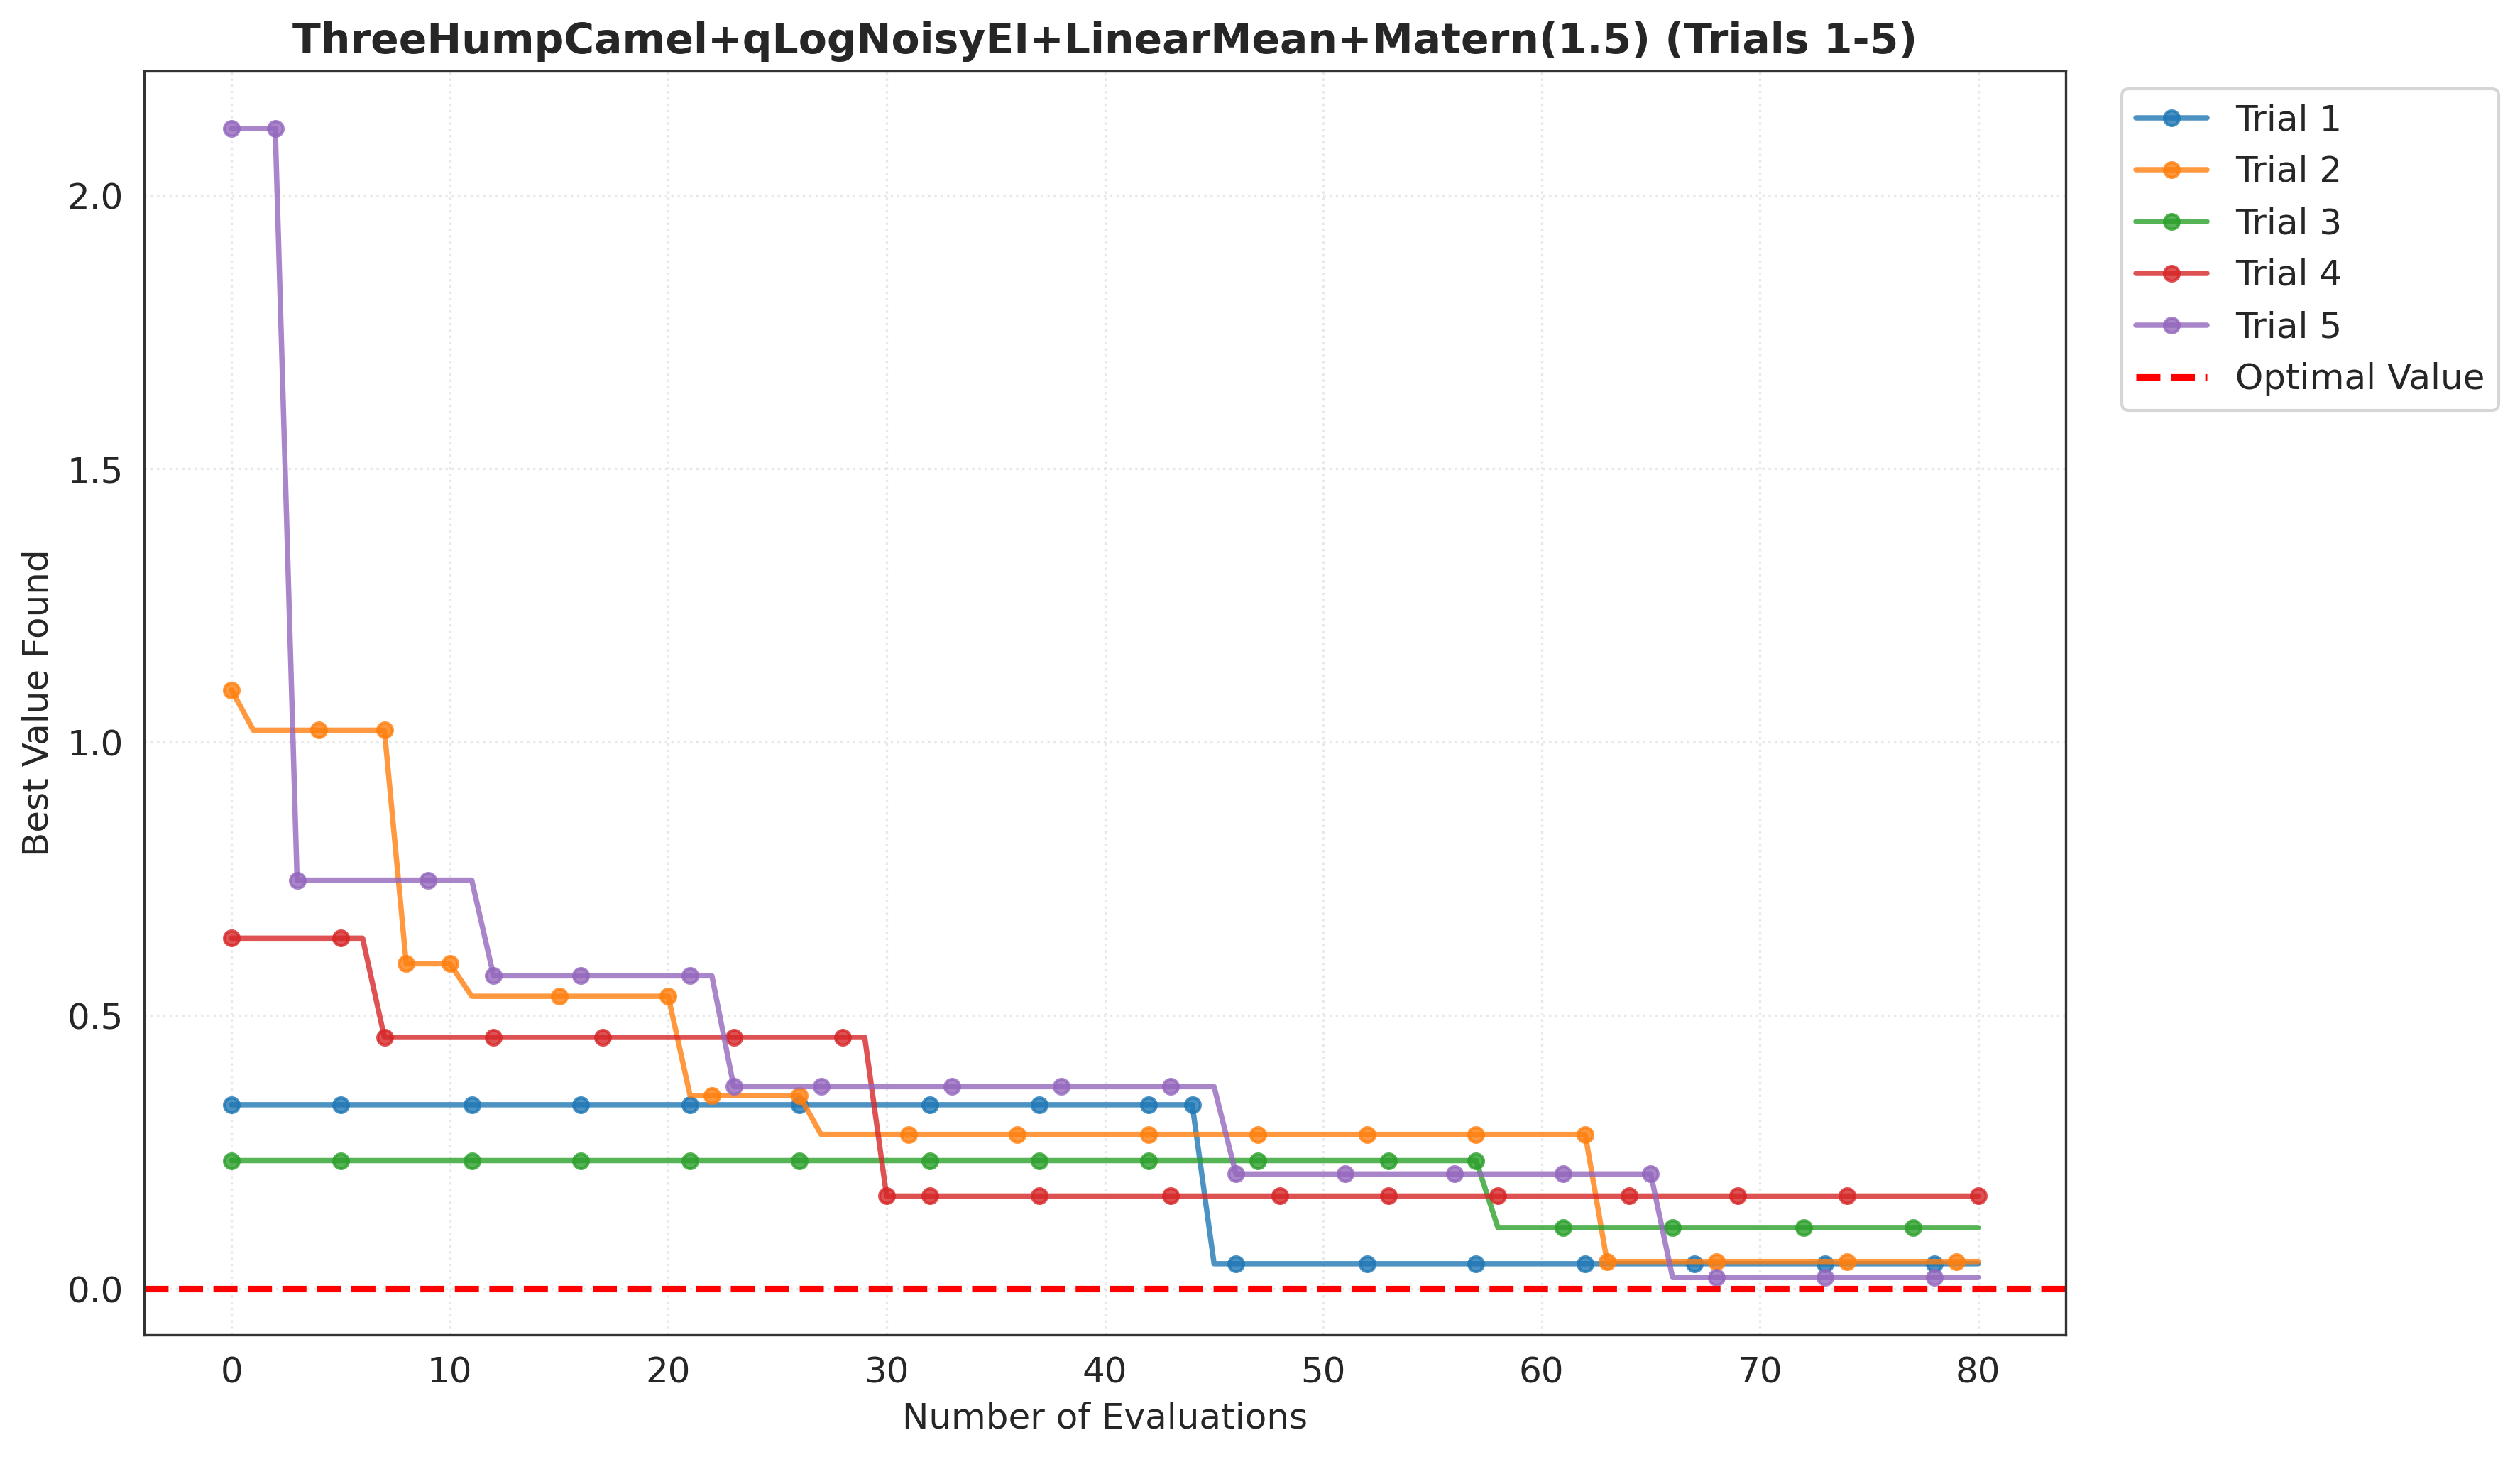 ThreeHumpCamel+qLogNoisyEI+LinearMean+Matern(1.5) (Trials 1-5)
Trial 1
Trial 2
Trial 3
Trial 4
Trial 5
Optimal Value
Best Value Found
2.0
1.5
1.0
0.5
0.0
0 10 20 30 40 50 60 70 80
Number of Evaluations